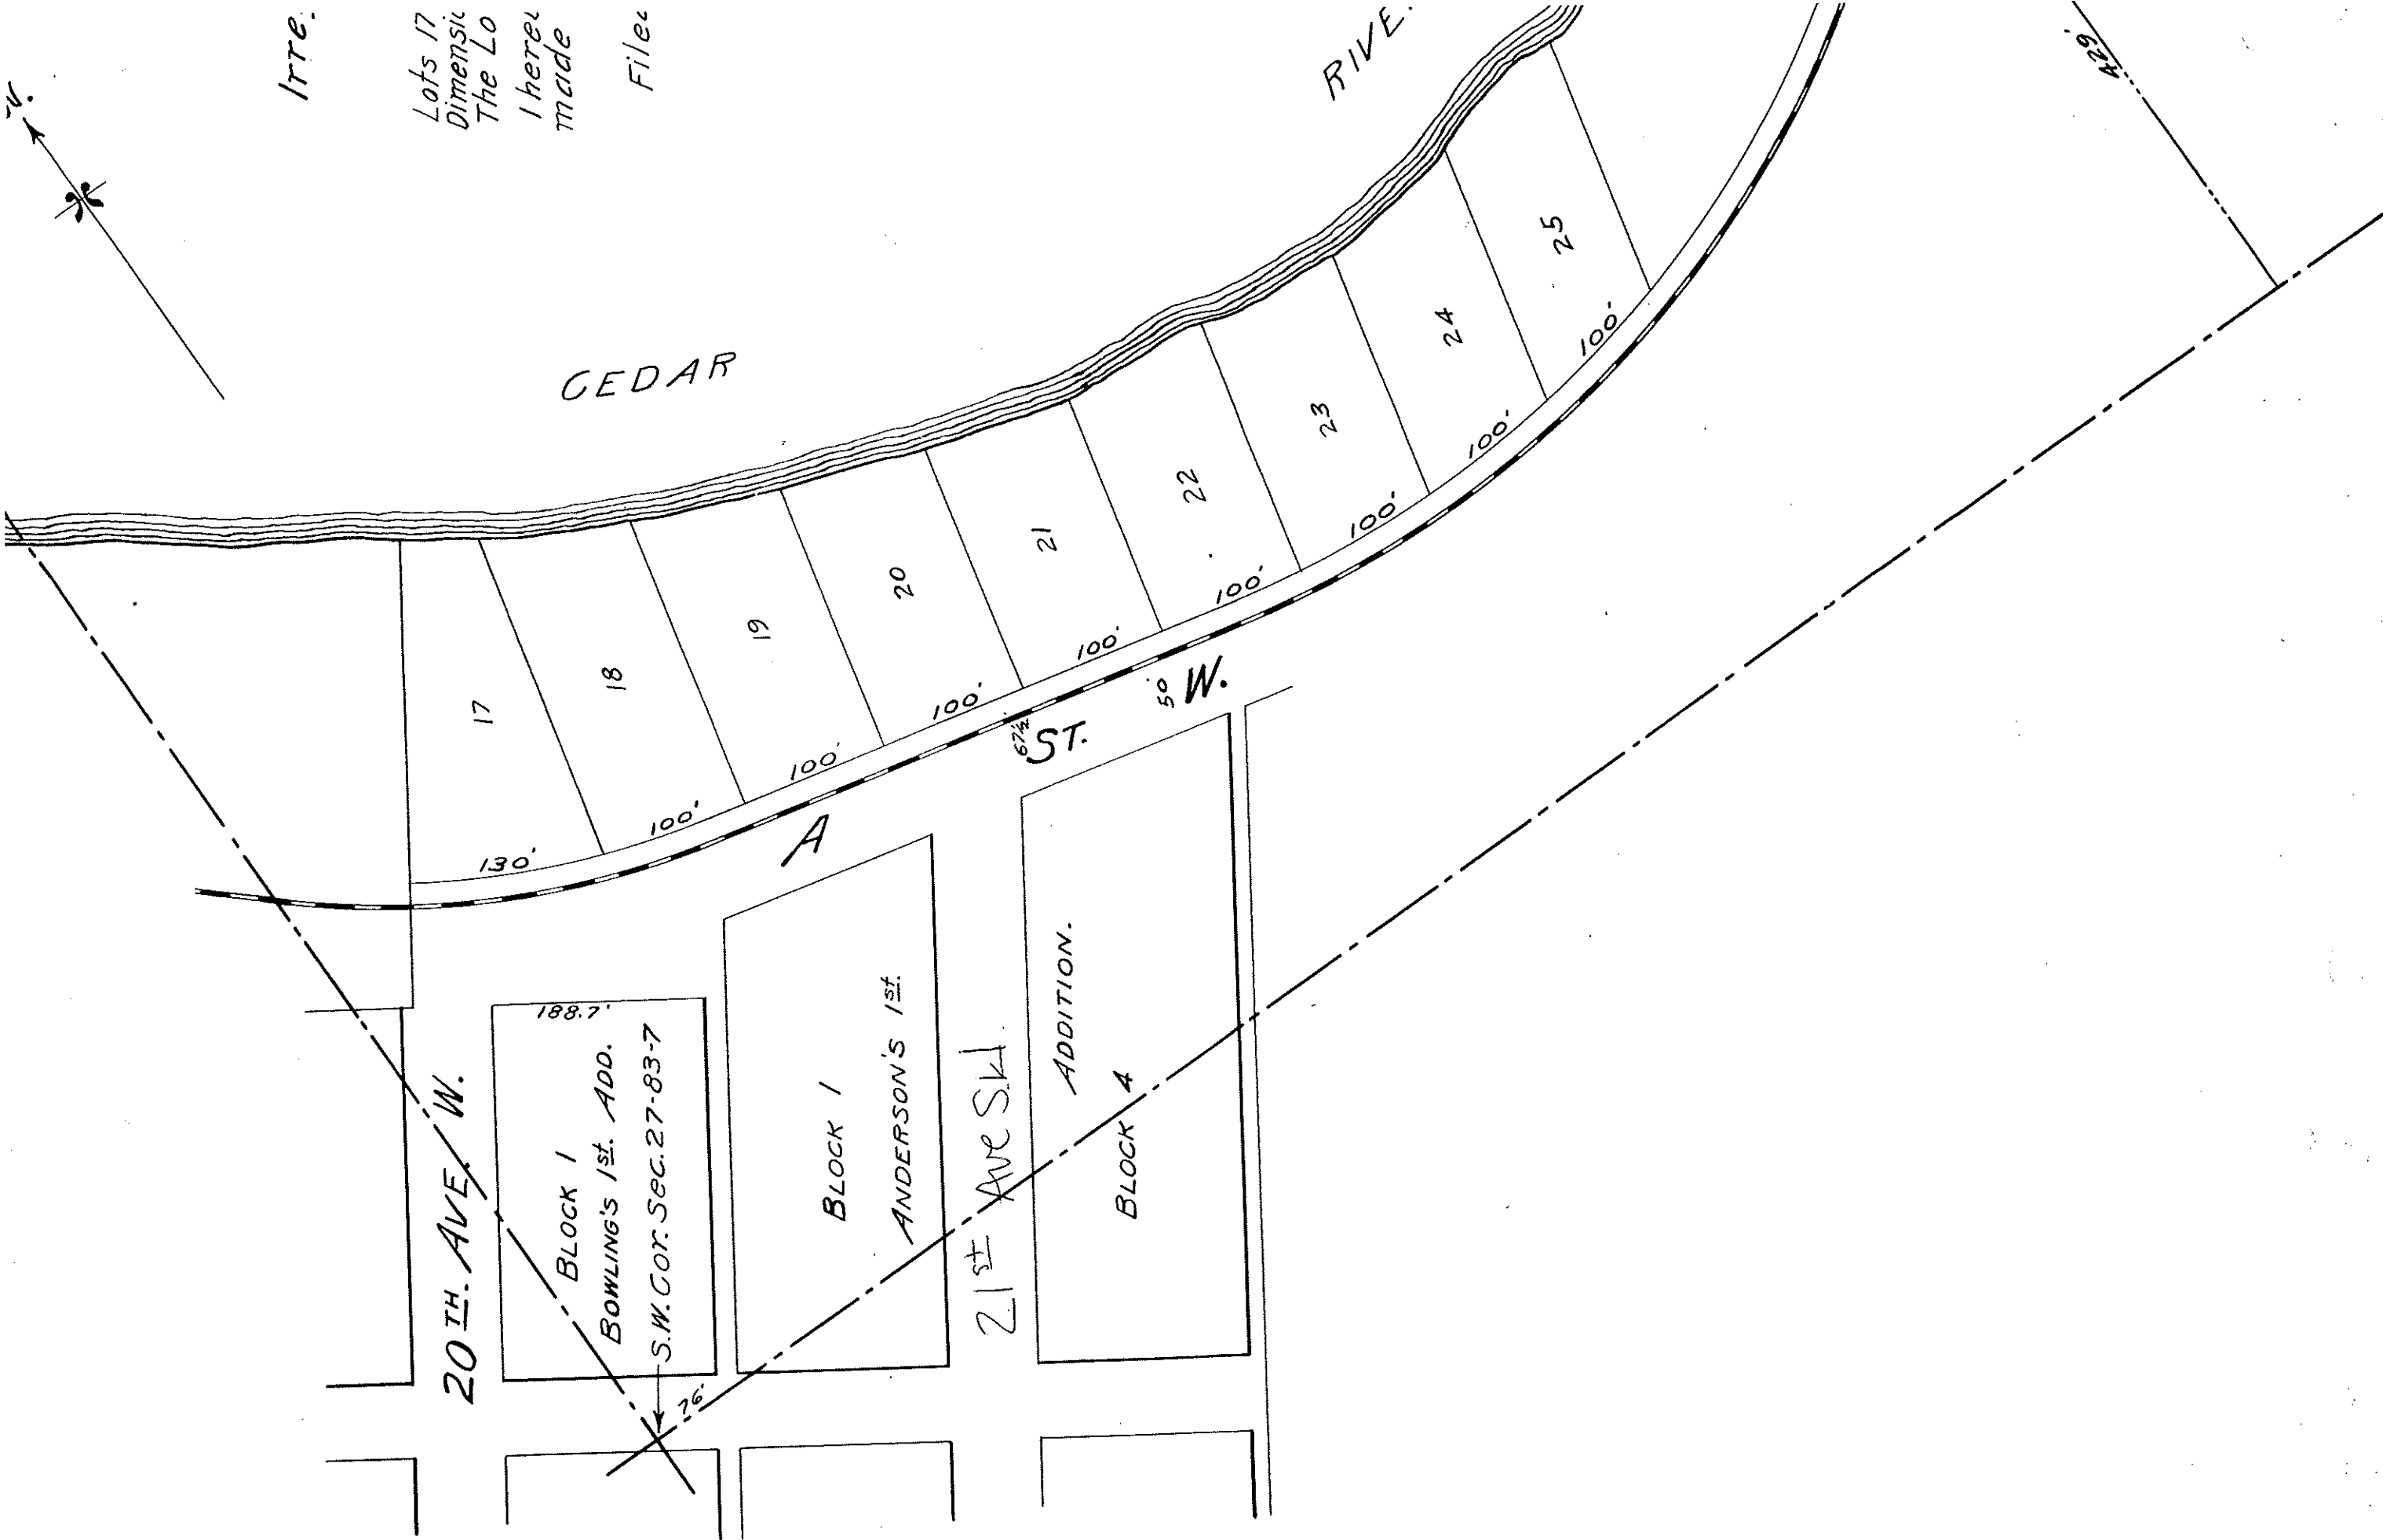 N.
Irre
Lots 17
Dimensi
The Lo
I here
made
File
RIVE
429'
CEDAR
17
18
19
20
21
22
23
24
25
130'
100'
100'
100'
100'
100'
100'
100'
100'
A
ST.
W.
67½
50'
20TH. AVE. W.
188.7'
BLOCK 1
BOWLING'S 1st. ADD.
S.W. Cor. Sec. 27-83-7
76'
BLOCK 1
ANDERSON'S 1st.
21st Ave SW
ADDITION.
BLOCK 4